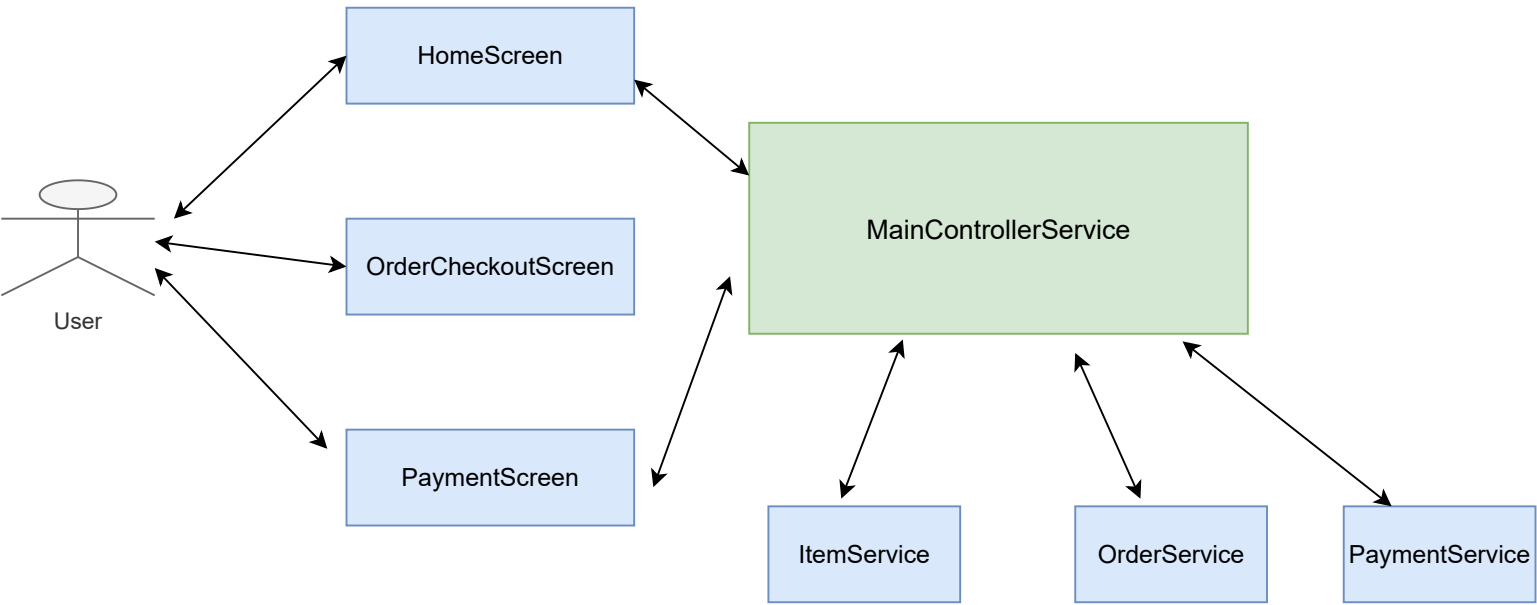 HomeScreen
MainControllerService
OrderCheckoutScreen
User
PaymentScreen
ItemService
OrderService
PaymentService